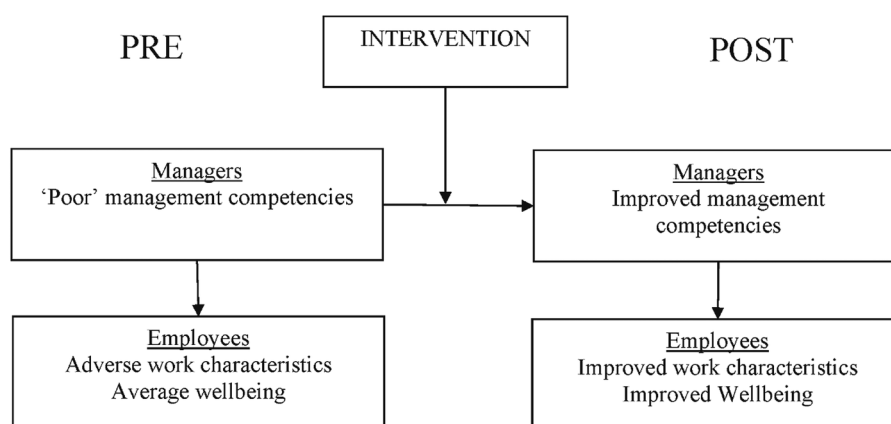 PRE
INTERVENTION
POST
Managers
‘Poor’ management competencies
Managers
Improved management
competencies
Employees
Adverse work characteristics
Average wellbeing
Employees
Improved work characteristics
Improved Wellbeing